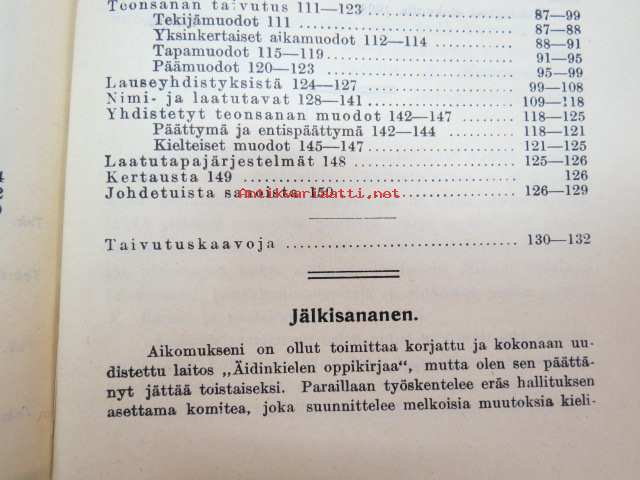 Teonsanan taivutus 111—123 87—99
Tekijämuodot 111 87—88
Yksinkertaiset aikamuodot 112—114 88—91
Tapamuodot 115—119 91—95
Päämuodot 120—123 95—99
Lauseyhdistyksistä 124—127 99—108
Nimi- ja laatutavat 128—141 109—118
Yhdistetyt teonsanan muodot 142—147 118—125
Päättymä ja entispäättymä 142—144 118—121
Kielteiset muodot 145—147 121—125
Laatutapajärjestelmät 148 125—126
Kertausta 149 126
Johdetuista sanoista 150 126—129
Antikvariaatti.net
Taivutuskaavoja 130—132
Jälkisananen.
Aikomukseni on ollut toimittaa korjattu ja kokonaan uu-
distettu laitos „Äidinkielen oppikirjaa“, mutta olen sen päättä-
nyt jättää toistaiseksi. Paraillaan työskentelee eräs hallituksen
asettama komitea, joka suunnittelee melkoisia muutoksia kieli-